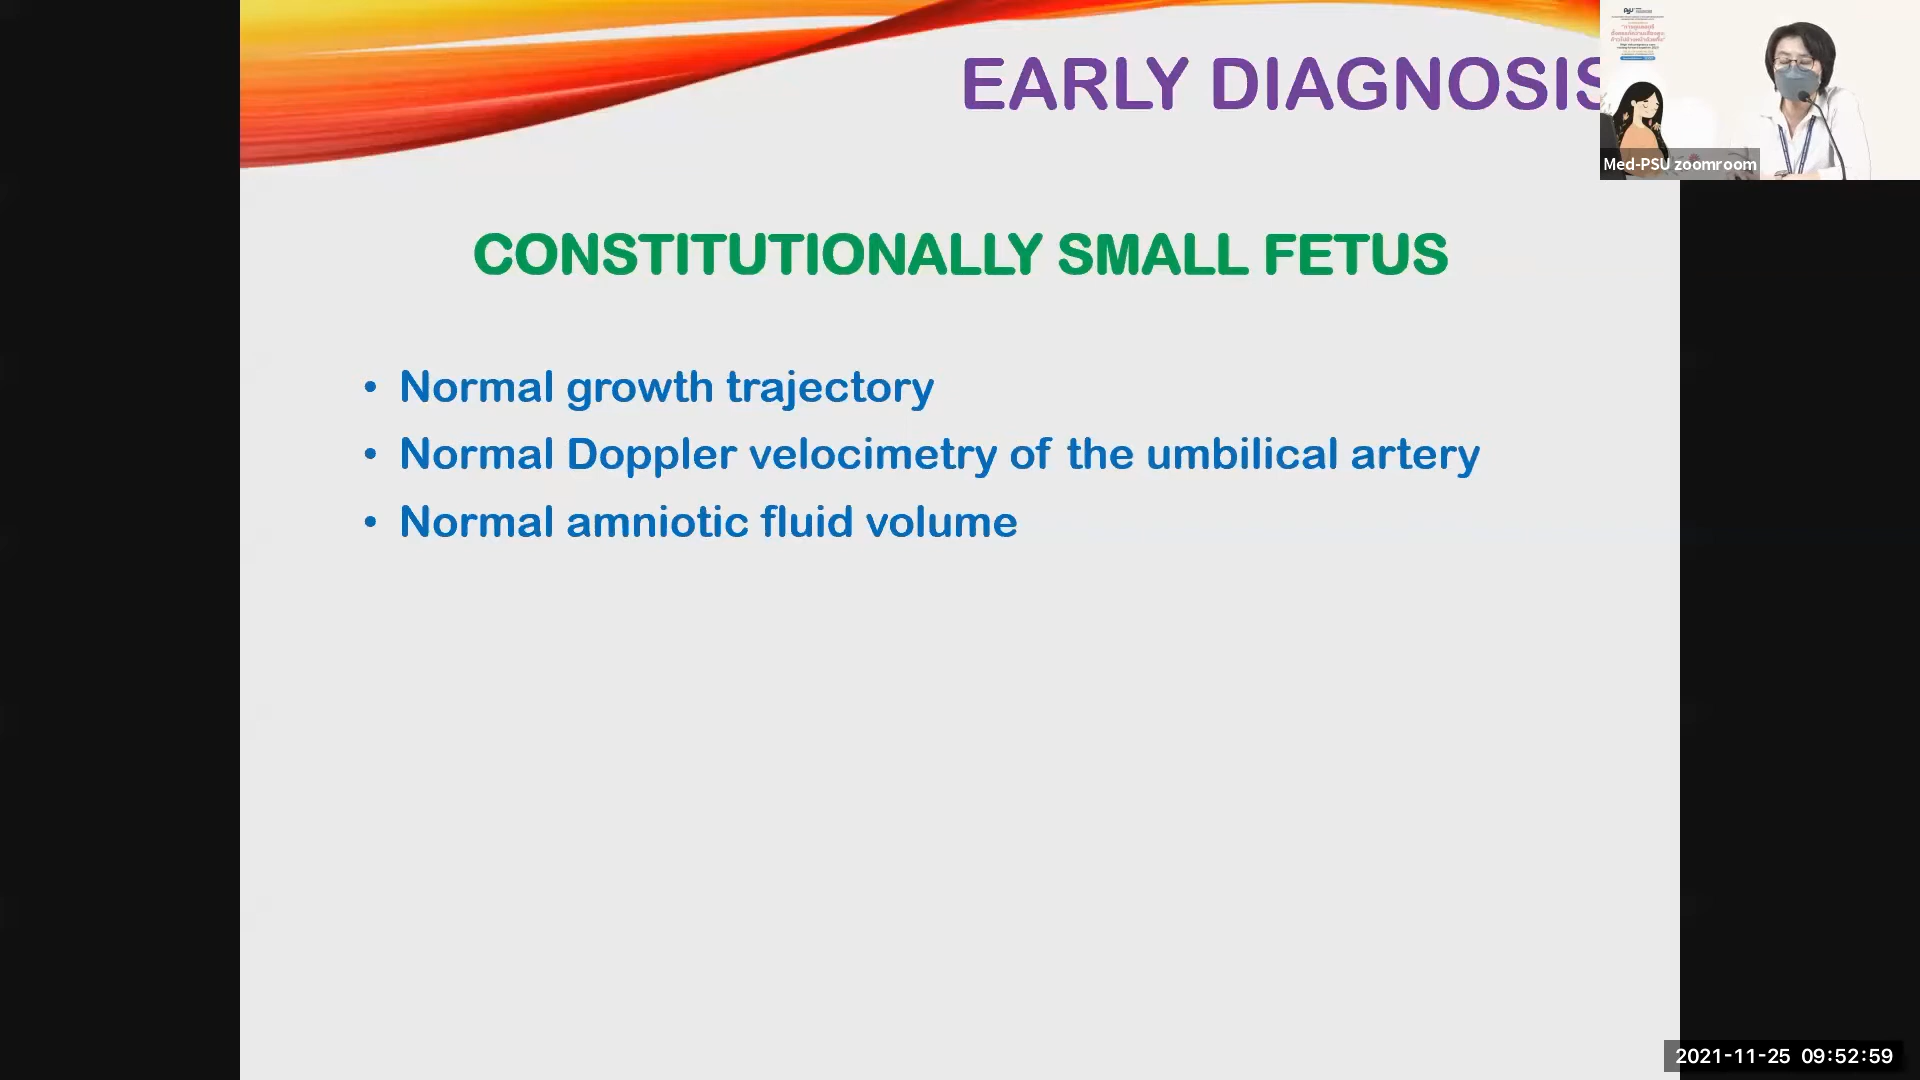 EARLY DIAGNOSIS
CONSTITUTIONALLY SMALL FETUS
• Normal growth trajectory
• Normal Doppler velocimetry of the umbilical artery
• Normal amniotic fluid volume
PSU
Med-PSU zoomroom
2021-11-25 09:52:59